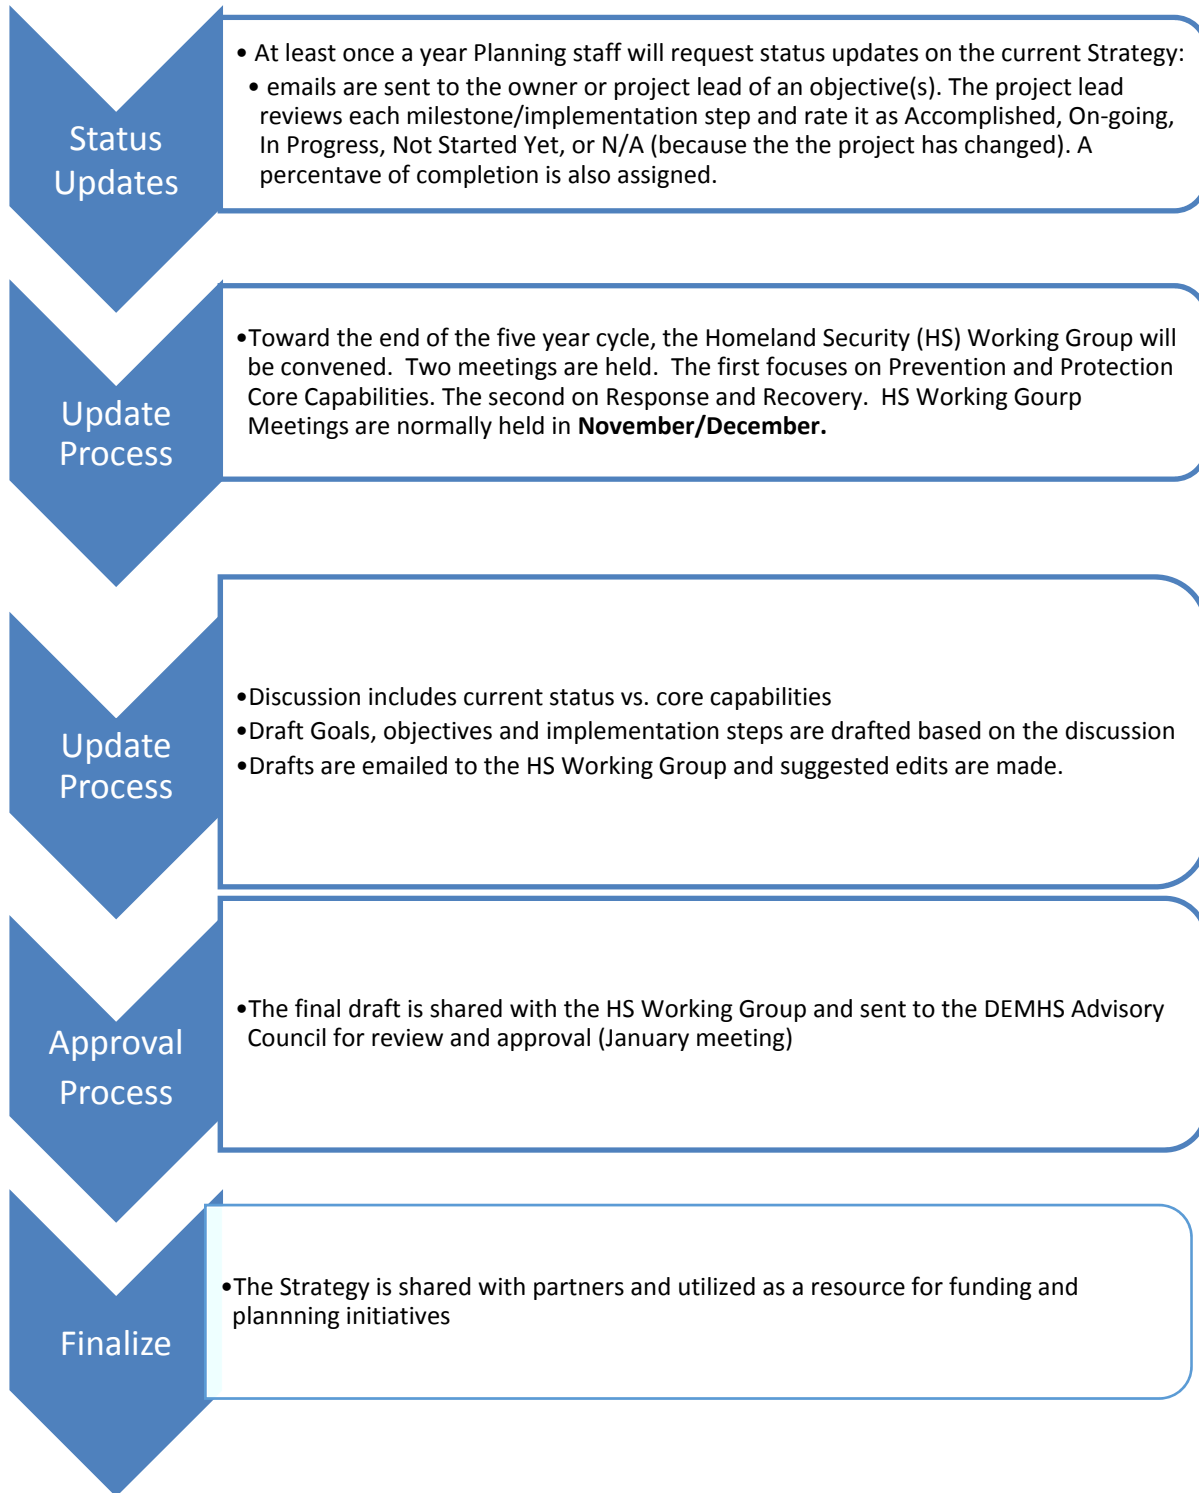 Status
Updates
• At least once a year Planning staff will request status updates on the current Strategy:
• emails are sent to the owner or project lead of an objective(s). The project lead
reviews each milestone/implementation step and rate it as Accomplished, On-going,
In Progress, Not Started Yet, or N/A (because the the project has changed). A
percentave of completion is also assigned.
Update
Process
•Toward the end of the five year cycle, the Homeland Security (HS) Working Group will
be convened. Two meetings are held. The first focuses on Prevention and Protection
Core Capabilities. The second on Response and Recovery. HS Working Gourp
Meetings are normally held in November/December.
Update
Process
•Discussion includes current status vs. core capabilities
•Draft Goals, objectives and implementation steps are drafted based on the discussion
•Drafts are emailed to the HS Working Group and suggested edits are made.
Approval
Process
•The final draft is shared with the HS Working Group and sent to the DEMHS Advisory
Council for review and approval (January meeting)
Finalize
•The Strategy is shared with partners and utilized as a resource for funding and
plannning initiatives